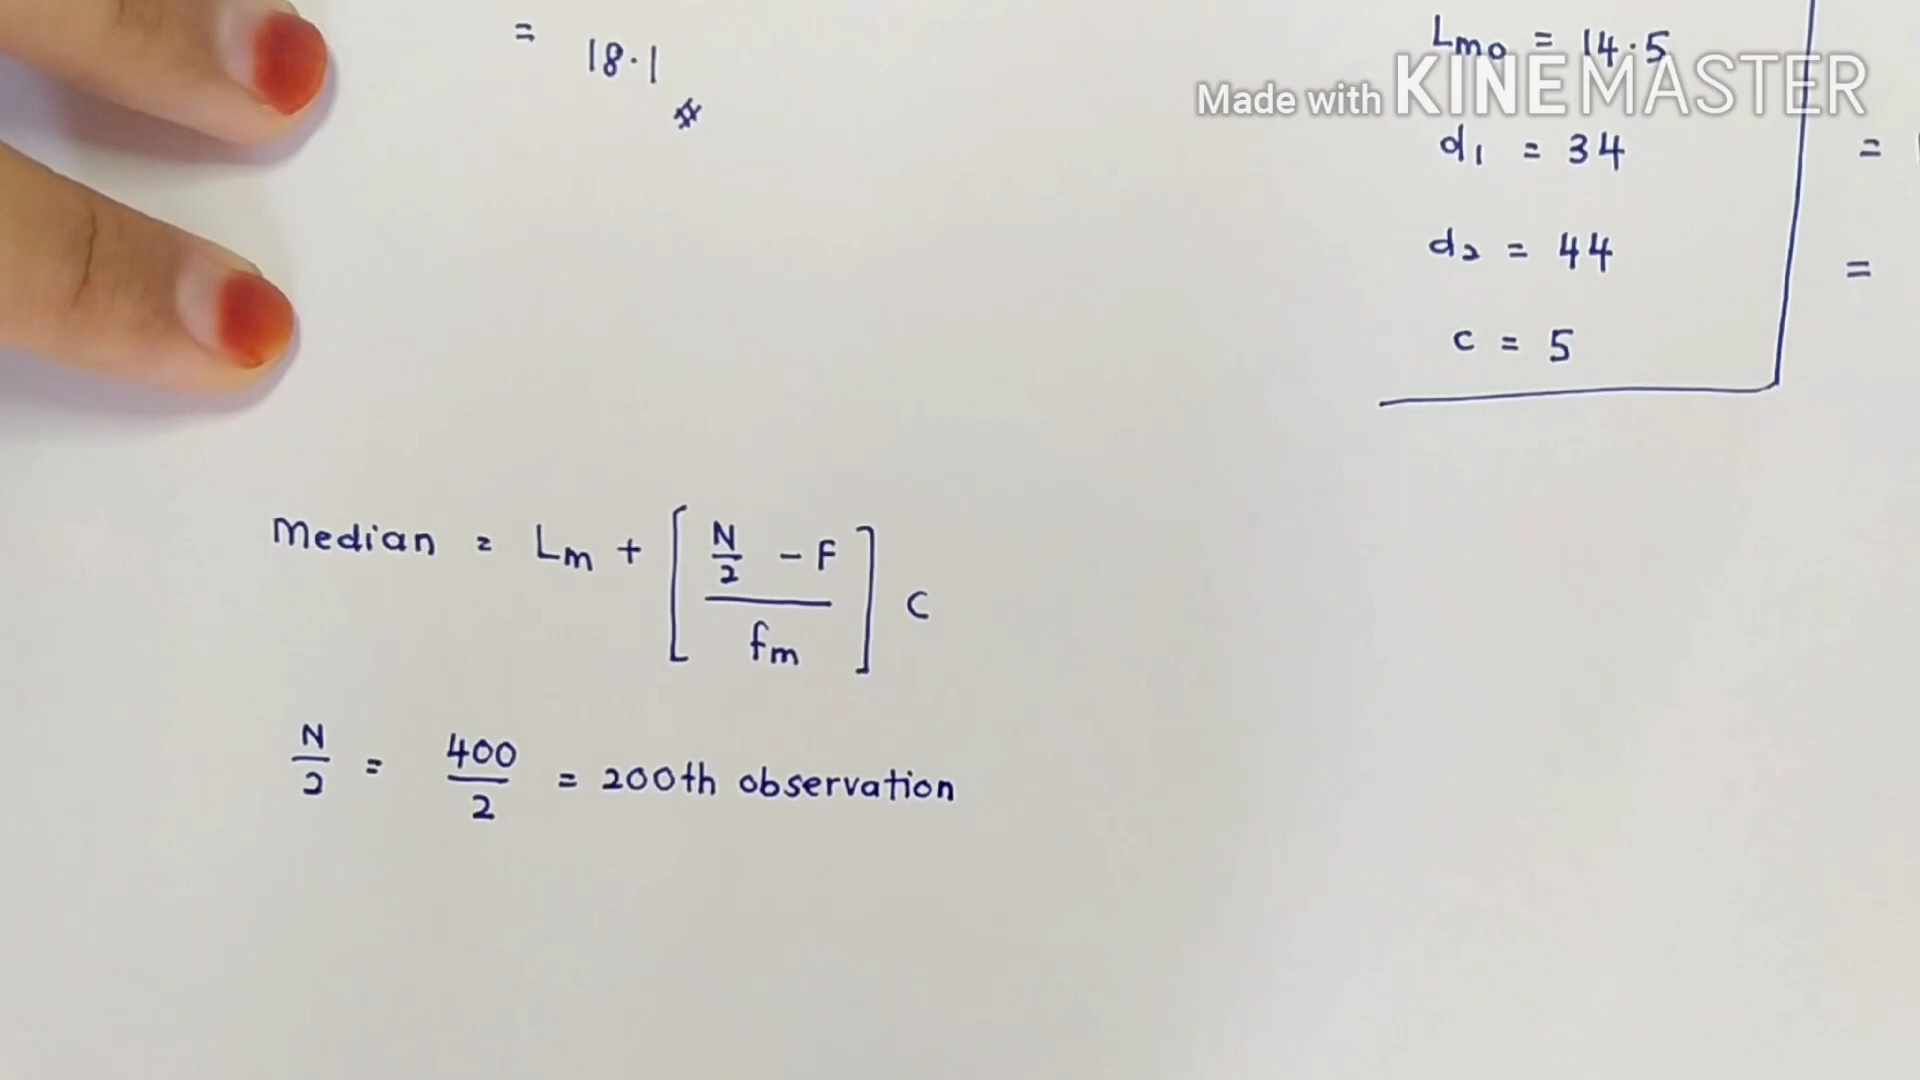 = 18.1 #
Lmo = 14.5
Made with KINEMASTER
d1 = 34
=
d2 = 44
=
c = 5
Median = Lm + [ N/2 - F / fm ] C
N/2 = 400/2 = 200th observation